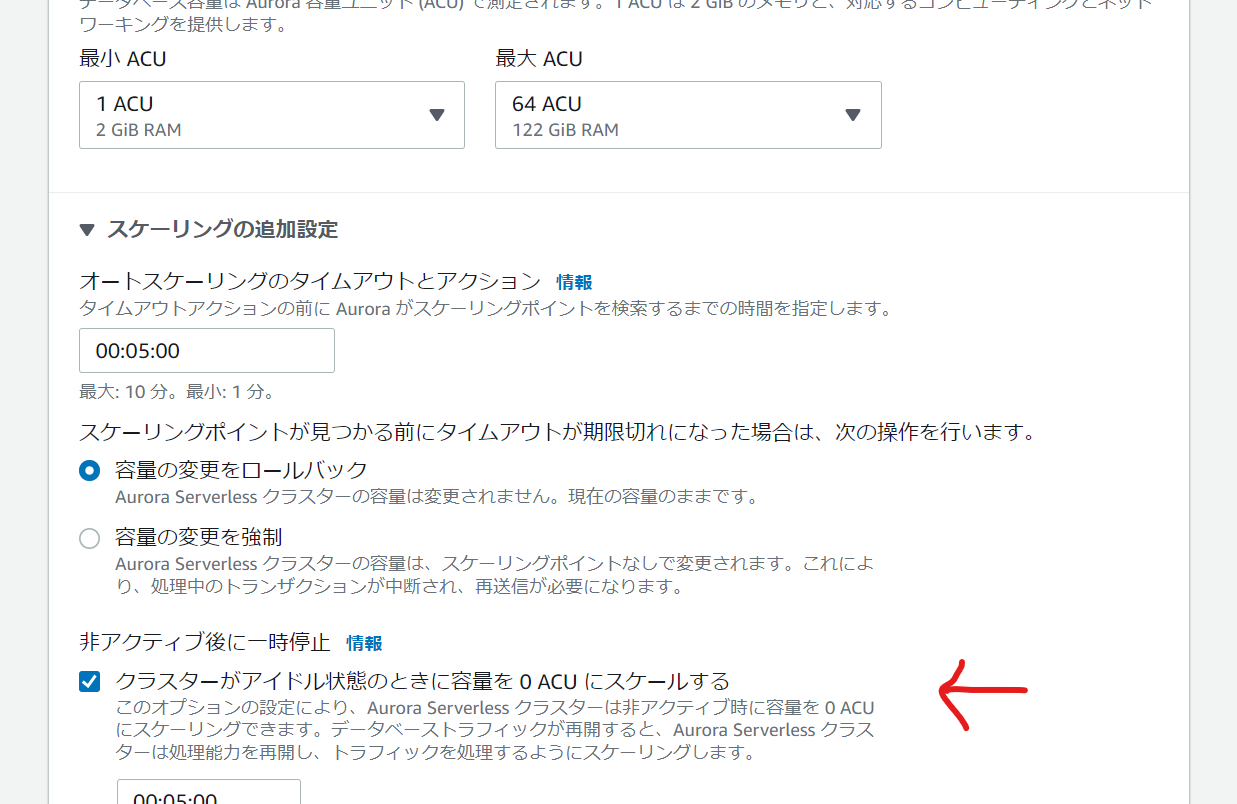 データベース容量は Aurora 容量ユニット (ACU) で測定されます。1 ACU は 2 GiB のメモリと、対応するコンピューティングとネット
ワーキングを提供します。
最小 ACU
最大 ACU
1 ACU
2 GiB RAM
64 ACU
122 GiB RAM
スケーリングの追加設定
オートスケーリングのタイムアウトとアクション 情報
タイムアウトアクションの前に Aurora がスケーリングポイントを検索するまでの時間を指定します。
00:05:00
最大: 10 分。最小: 1 分。
スケーリングポイントが見つかる前にタイムアウトが期限切れになった場合は、次の操作を行います。
容量の変更をロールバック
Aurora Serverless クラスターの容量は変更されません。現在の容量のままです。
容量の変更を強制
Aurora Serverless クラスターの容量は、スケーリングポイントなしで変更されます。これによ
り、処理中のトランザクションが中断され、再送信が必要になります。
非アクティブ後に一時停止 情報
クラスターがアイドル状態のときに容量を 0 ACU にスケールする
このオプションの設定により、Aurora Serverless クラスターは非アクティブ時に容量を 0 ACU
にスケーリングできます。データベーストラフィックが再開すると、Aurora Serverless クラス
ターは処理能力を再開し、トラフィックを処理するようにスケーリングします。
00:05:00